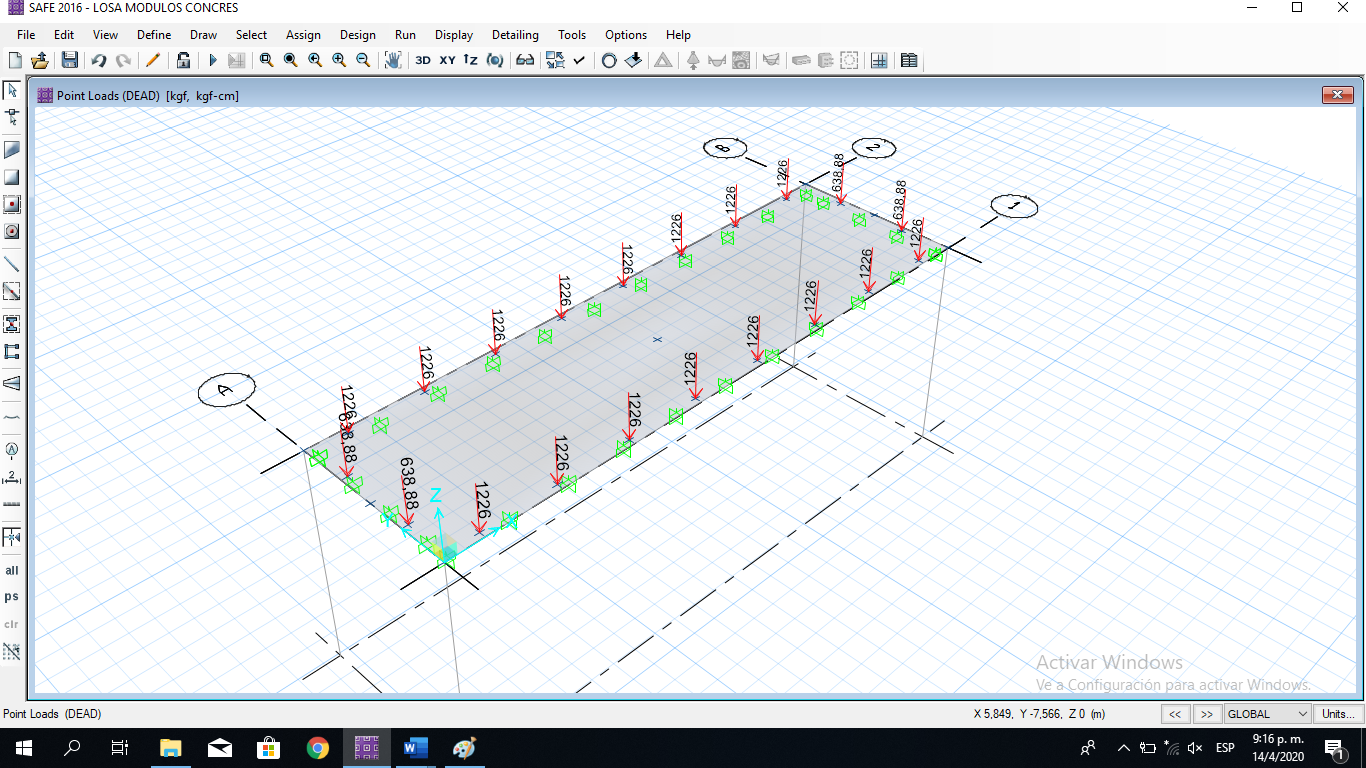 SAFE 2016 - LOSA MODULOS CONCRES
File Edit View Define Draw Select Assign Design Run Display Detailing Tools Options Help
3D XY
Point Loads (DEAD) [kgf, kgf-cm]
B
2
1
A
1226
638,88
1226
638,88
1226
1226
1226
1226
1226
1226
1226
1226
1226
1226
1226
1226
1226
1226
638,88
638,88
1226
Z
all
ps
clr
Activar Windows
Ve a Configuración para activar Windows.
Point Loads (DEAD)
X 5,849, Y -7,566, Z 0 (m)
<< >> GLOBAL Units...
ESP
9:16 p. m.
14/4/2020
1